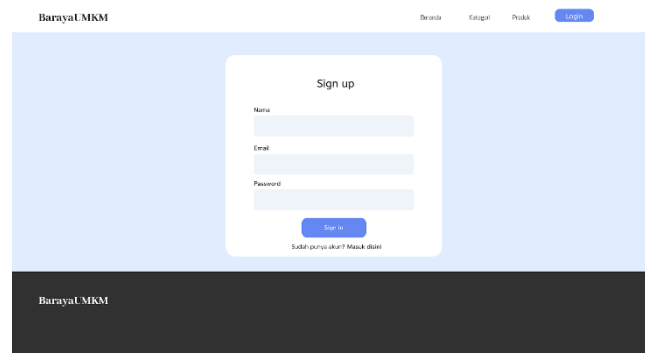 BarayaUMKM
Beranda Kategori Produk Login
Sign up
Nama
Email
Password
Sign in
Sudah punya akun? Masuk disini
BarayaUMKM